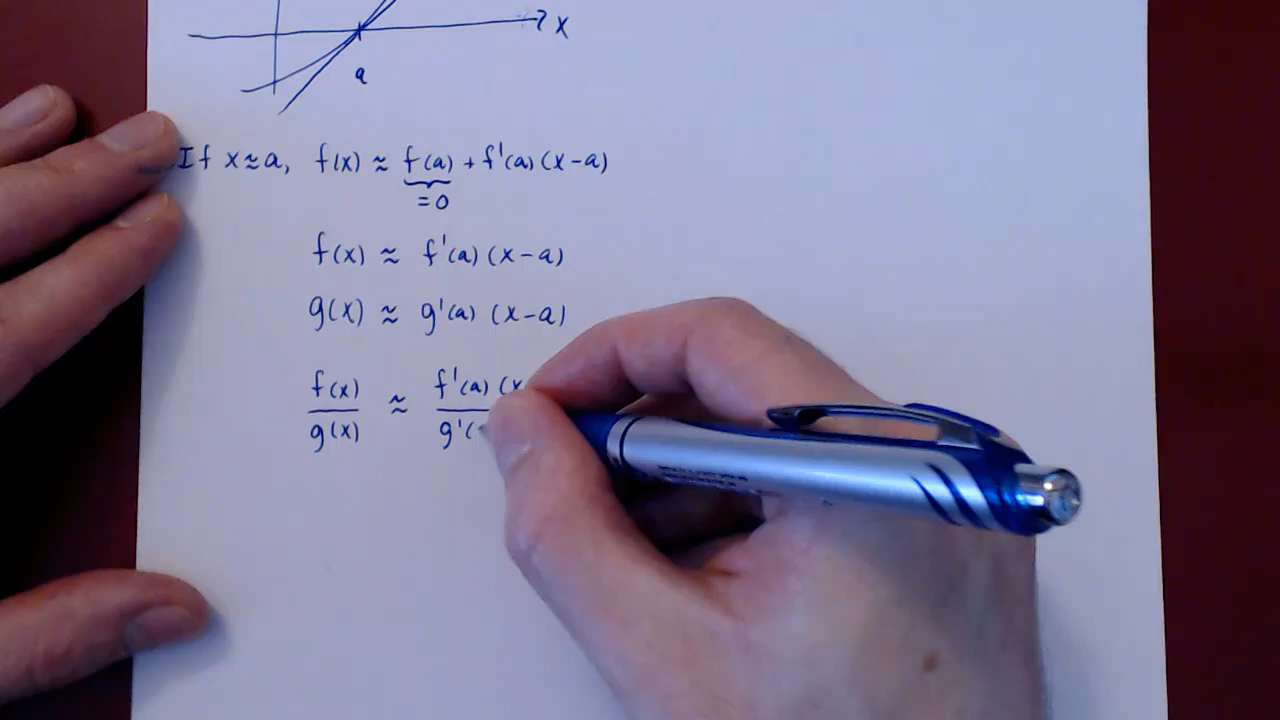 x
a
If x≈a, f(x) ≈ f(a) + f'(a)(x-a)
=0
f(x) ≈ f'(a)(x-a)
g(x) ≈ g'(a)(x-a)
f(x)/g(x) ≈ f'(a)(x/g'(